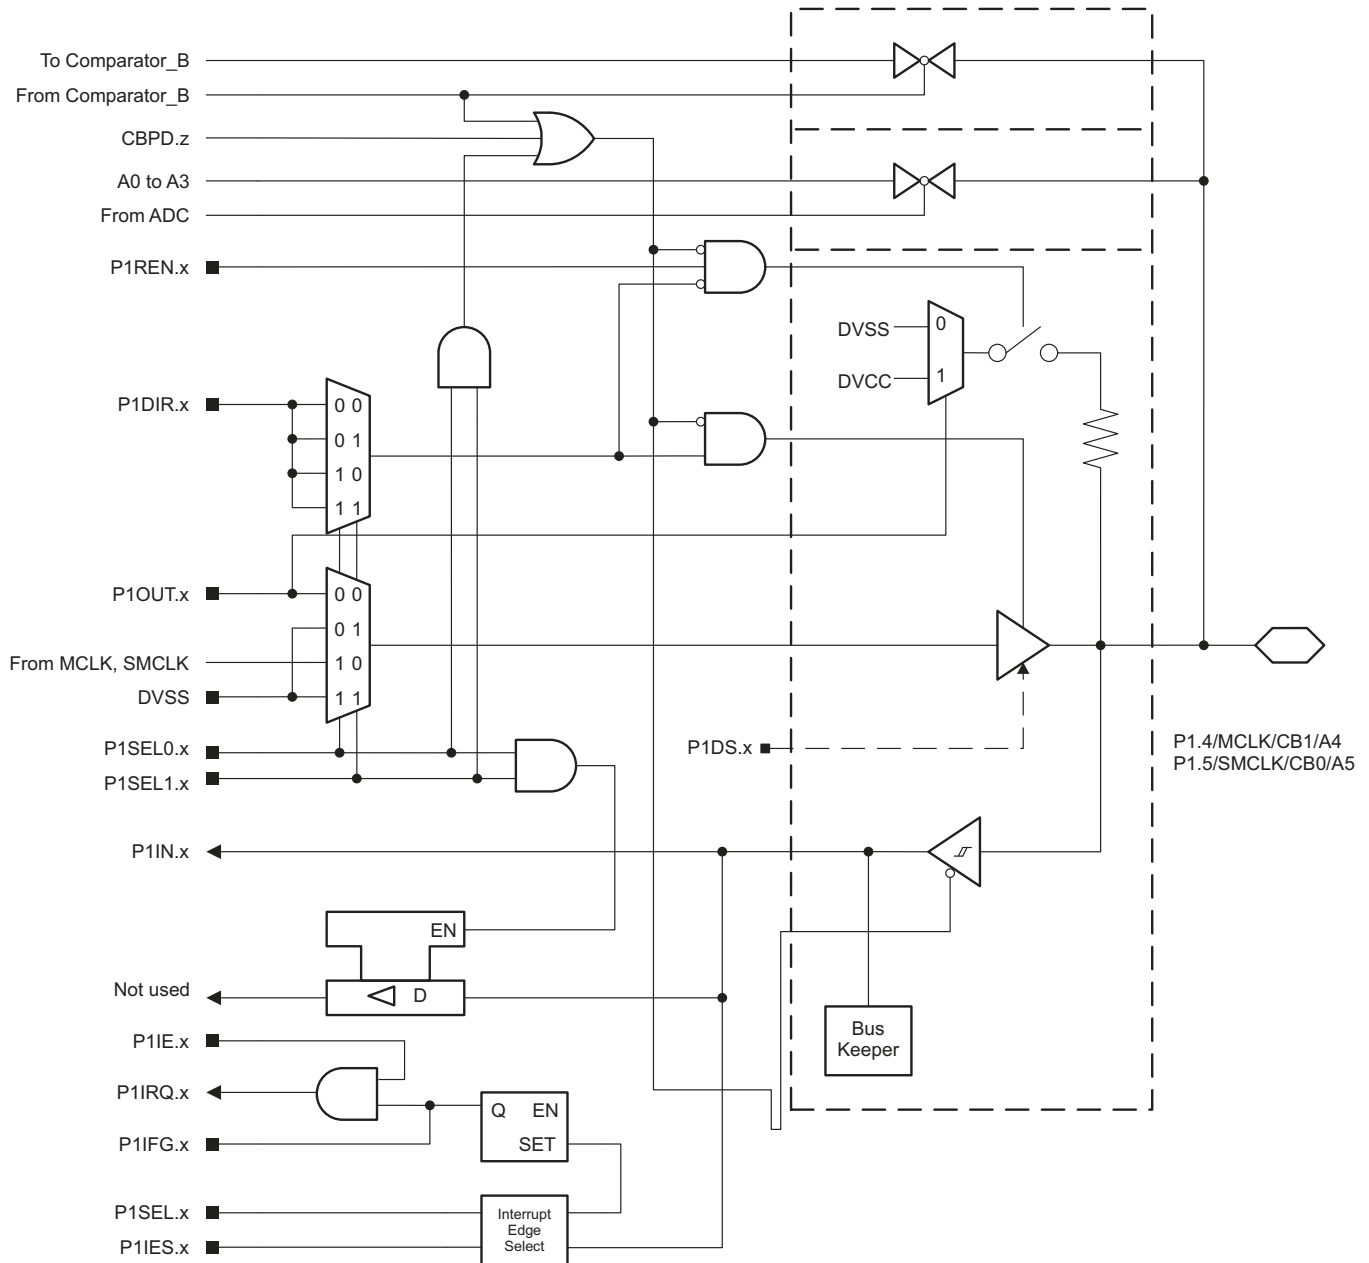 To Comparator_B
From Comparator_B
CBPD.z
A0 to A3
From ADC
P1REN.x
DVSS
0
DVCC
1
P1DIR.x
0 0
0 1
1 0
1 1
P1OUT.x
0 0
0 1
From MCLK, SMCLK
1 0
DVSS
1 1
P1SEL0.x
P1SEL1.x
P1DS.x
P1.4/MCLK/CB1/A4
P1.5/SMCLK/CB0/A5
P1IN.x
EN
Not used
D
Bus
Keeper
P1IE.x
P1IRQ.x
Q EN
SET
P1IFG.x
P1SEL.x
P1IES.x
Interrupt
Edge
Select